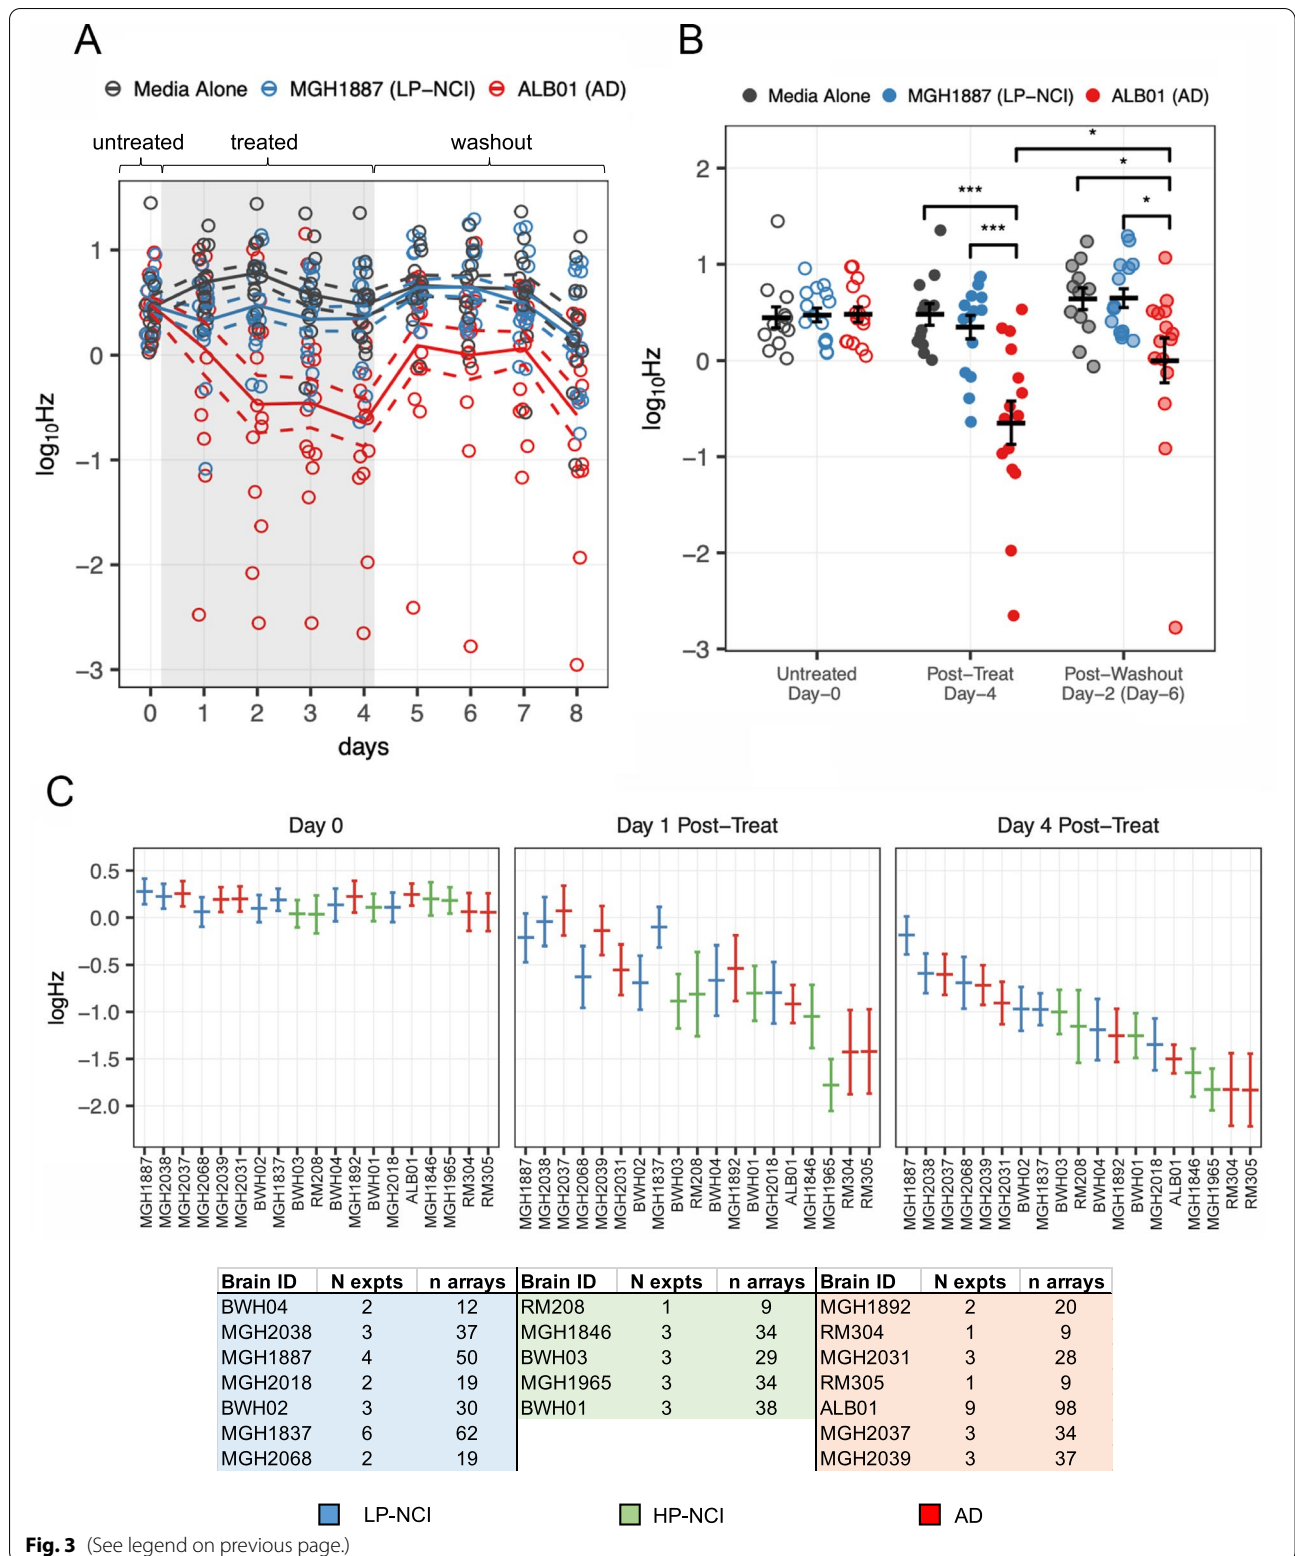 A
Media Alone MGH1887 (LP−NCI) ALB01 (AD)
untreated treated washout
1
0
−1
−2
−3
log10Hz
0 1 2 3 4 5 6 7 8
days
B
Media Alone MGH1887 (LP−NCI) ALB01 (AD)
*
*
*** *
***
2
1
0
−1
−2
−3
log10Hz
Untreated Post−Treat Post−Washout
Day−0 Day−4 Day−2 (Day−6)
C
Day 0 Day 1 Post−Treat Day 4 Post−Treat
0.5
0.0
−0.5
−1.0
−1.5
−2.0
logHz
MGH1887 MGH2038 MGH2037 MGH2068 MGH2039 MGH2031 BWH02 MGH1837 BWH03 RM208 BWH04 MGH1892 BWH01 MGH2018 ALB01 MGH1846 MGH1965 RM304 RM305
MGH1887 MGH2038 MGH2037 MGH2068 MGH2039 MGH2031 BWH02 MGH1837 BWH03 RM208 BWH04 MGH1892 BWH01 MGH2018 ALB01 MGH1846 MGH1965 RM304 RM305
MGH1887 MGH2038 MGH2037 MGH2068 MGH2039 MGH2031 BWH02 MGH1837 BWH03 RM208 BWH04 MGH1892 BWH01 MGH2018 ALB01 MGH1846 MGH1965 RM304 RM305
Brain ID N expts n arrays Brain ID N expts n arrays Brain ID N expts n arrays
BWH04 2 12 RM208 1 9 MGH1892 2 20
MGH2038 3 37 MGH1846 3 34 RM304 1 9
MGH1887 4 50 BWH03 3 29 MGH2031 3 28
MGH2018 2 19 MGH1965 3 34 RM305 1 9
BWH02 3 30 BWH01 3 38 ALB01 9 98
MGH1837 6 62 MGH2037 3 34
MGH2068 2 19 MGH2039 3 37
LP-NCI HP-NCI AD
Fig. 3 (See legend on previous page.)